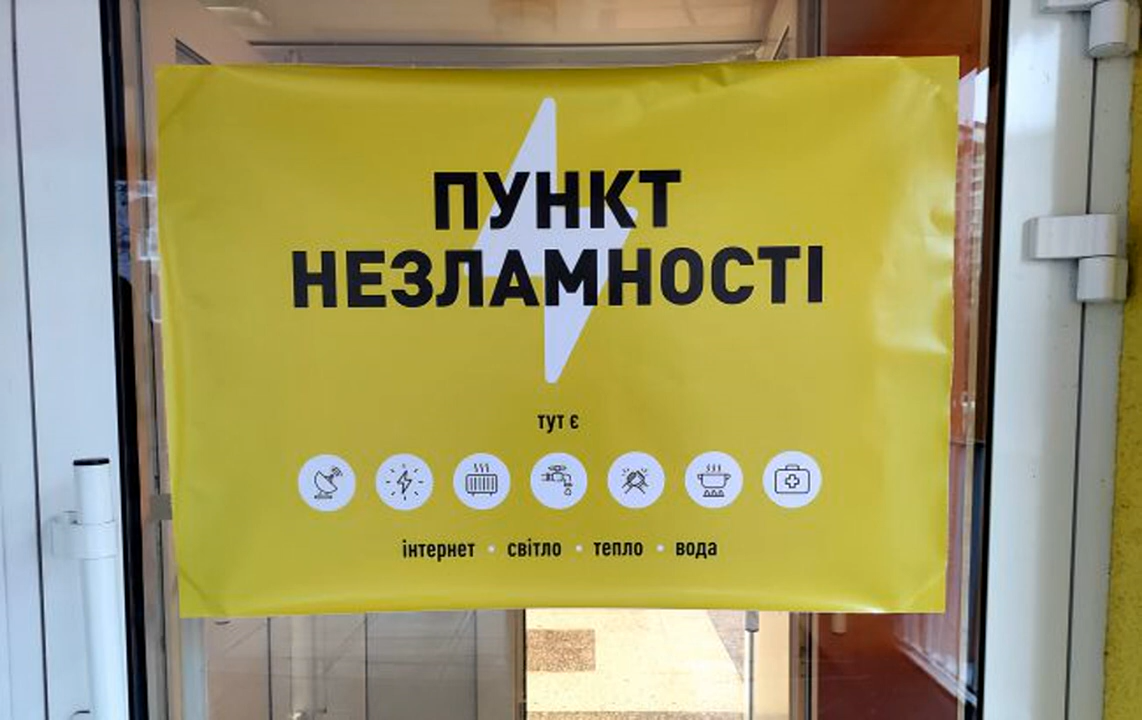 ПУНКТ
НЕЗЛАМНОСТІ
тут є
інтернет • світло • тепло • вода